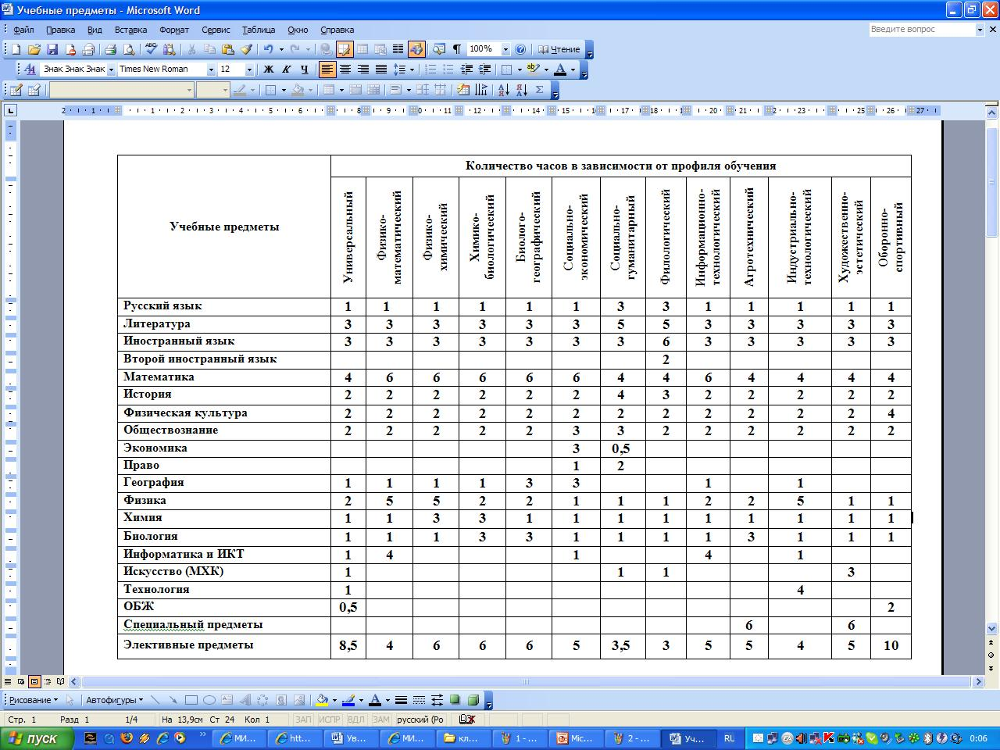 Учебные предметы - Microsoft Word
Файл Правка Вид Вставка Формат Сервис Таблица Окно Справка Введите вопрос
100% Чтение
Знак Знак Знак Times New Roman 12 Ж К Ч
Количество часов в зависимости от профиля обучения
Учебные предметы
Универсальный
Физико-
математический
Физико-
химический
Химико-
биологический
Биолого-
географический
Социально-
экономический
Социально-
гуманитарный
Филологический
Информационно-
технологический
Агротехнический
Индустриально-
технологический
Художественно-
эстетический
Оборонно-
спортивный
Русский язык 1 1 1 1 1 1 3 3 1 1 1 1 1
Литература 3 3 3 3 3 3 5 5 3 3 3 3 3
Иностранный язык 3 3 3 3 3 3 3 6 3 3 3 3 3
Второй иностранный язык 2
Математика 4 6 6 6 6 6 4 4 6 4 4 4 4
История 2 2 2 2 2 2 4 3 2 2 2 2 2
Физическая культура 2 2 2 2 2 2 2 2 2 2 2 2 4
Обществознание 2 2 2 2 2 3 3 2 2 2 2 2 2
Экономика 3 0,5
Право 1 2
География 1 1 1 1 3 3 1 1
Физика 2 5 5 2 2 1 1 1 2 2 5 1 1
Химия 1 1 3 3 1 1 1 1 1 1 1 1 1
Биология 1 1 1 3 3 1 1 1 1 3 1 1 1
Информатика и ИКТ 1 4 1 4 1
Искусство (МХК) 1 1 1 3
Технология 1 4
ОБЖ 0,5 2
Специальный предметы 6 6
Элективные предметы 8,5 4 6 6 6 5 3,5 3 5 5 4 5 10
Рисование Автофигуры
Стр. 1 Разд 1 1/4 На 13,9см Ст 24 Кол 1 ЗАП ИСПР ВДЛ ЗАМ русский (Ро
пуск МИ... htt... Ув... МИ... кл... 1 - ... Mic... 2 - ... Уч... RU 0:06